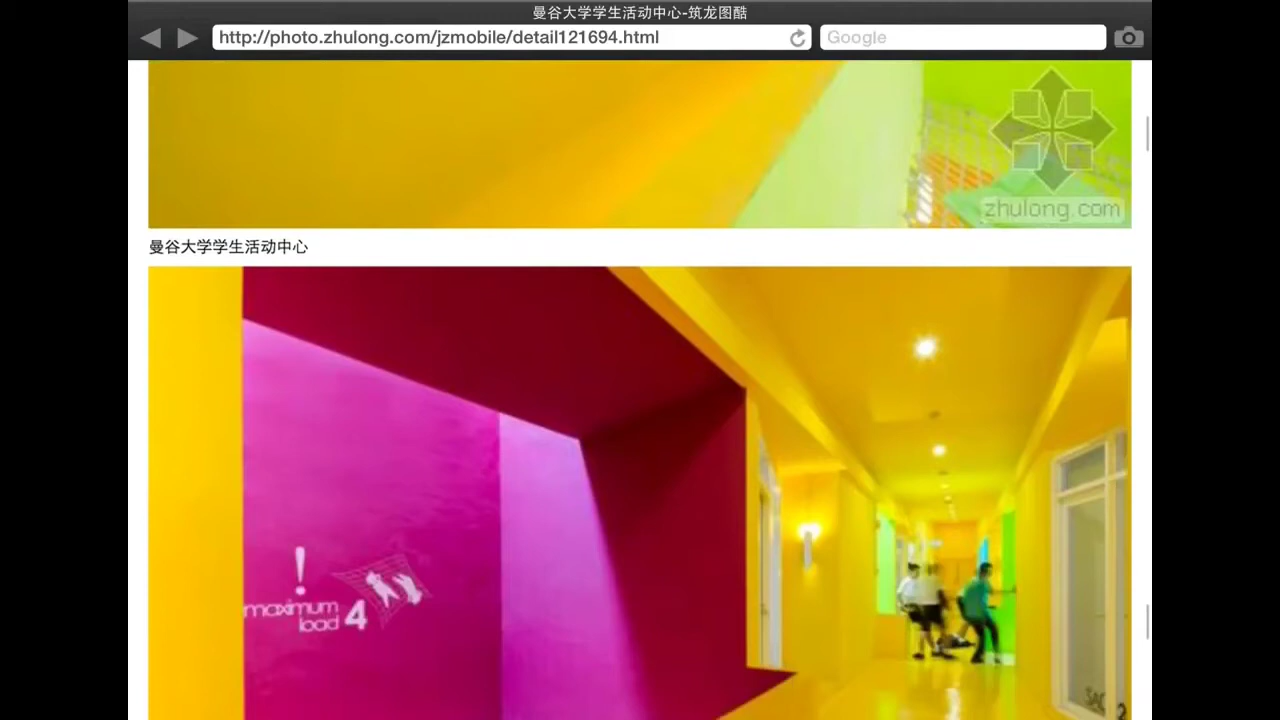 曼谷大学学生活动中心-筑龙图酷
http://photo.zhulong.com/jzmobile/detail121694.html
Google
zhulong.com
曼谷大学学生活动中心
!
maximum
load 4